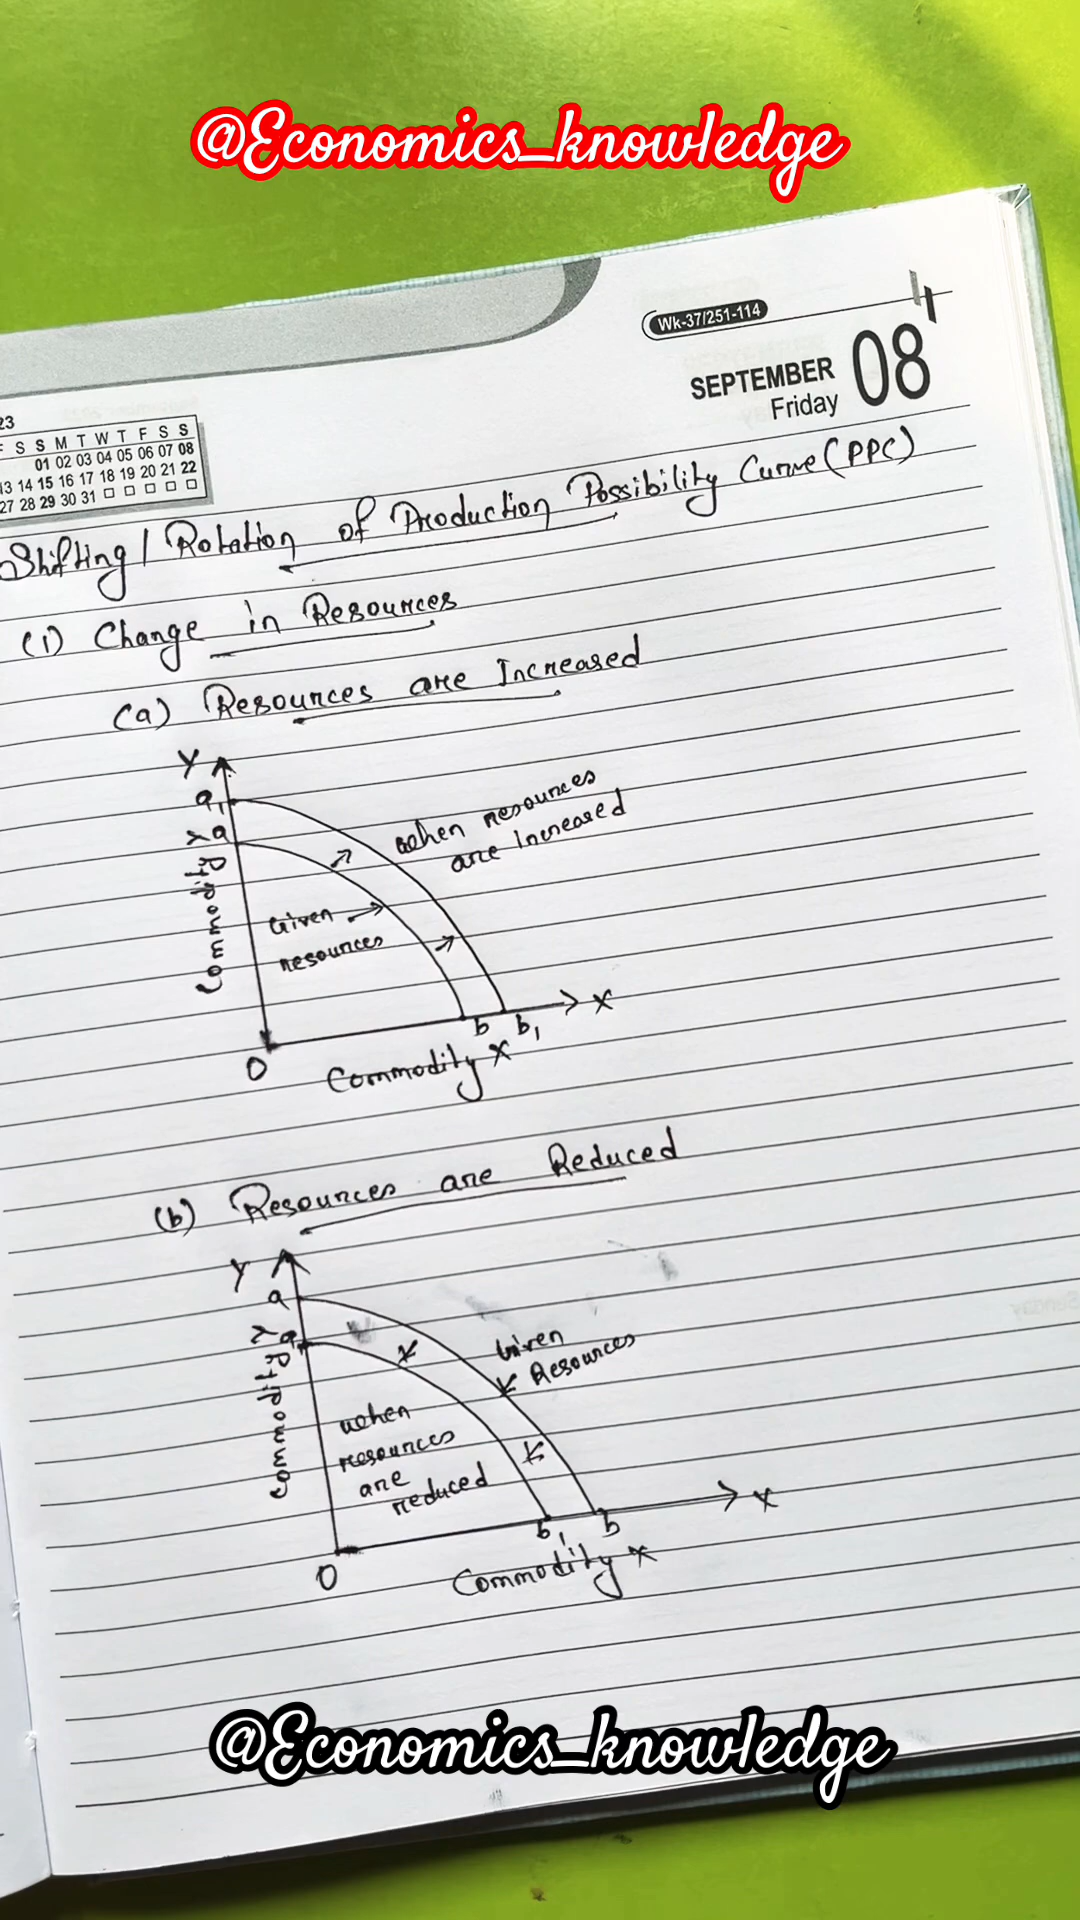 @Economics_knowledge
Wk-37/251-114
SEPTEMBER 08
Friday
23
F S S M T W T F S S
01 02 03 04 05 06 07 08
13 14 15 16 17 18 19 20 21 22
27 28 29 30 31
Shifting / Rotation of Production Possibility Curve (PPC)
(1) Change in Resources
(a) Resources are Increased
Y
a1
a
Commodity Y
when resources
are increased
Given
resources
b b1 X
O
Commodity X
(b) Resources are Reduced
Y
a
a
Commodity Y
Given
Resources
when
resources
are
reduced
b1 b X
O
Commodity X
@Economics_knowledge